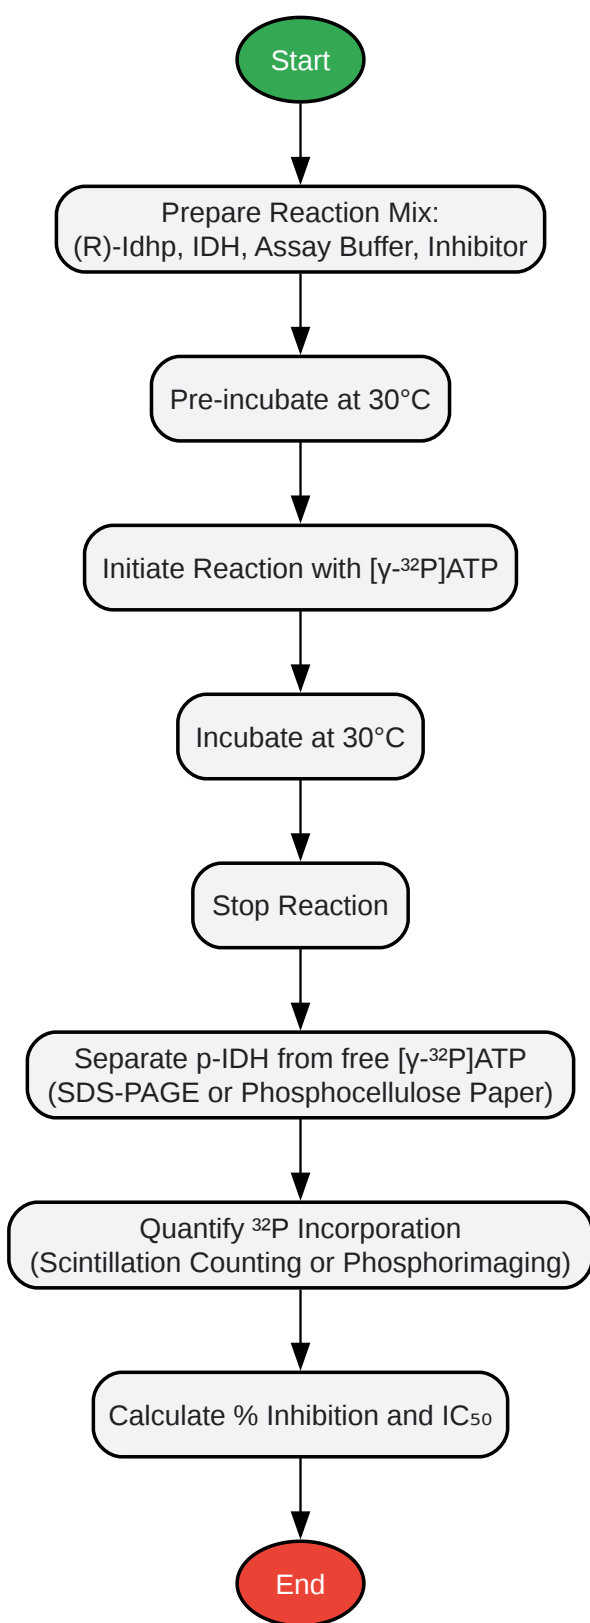 Start
Prepare Reaction Mix:
(R)-Idhp, IDH, Assay Buffer, Inhibitor
Pre-incubate at 30°C
Initiate Reaction with [γ-³²P]ATP
Incubate at 30°C
Stop Reaction
Separate p-IDH from free [γ-³²P]ATP
(SDS-PAGE or Phosphocellulose Paper)
Quantify ³²P Incorporation
(Scintillation Counting or Phosphorimaging)
Calculate % Inhibition and IC₅₀
End